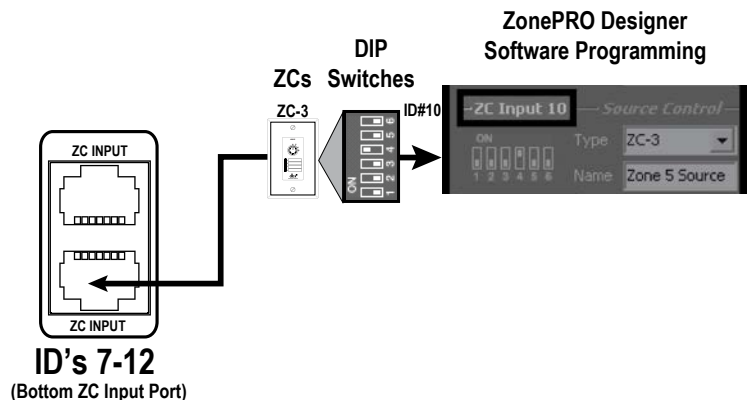 ZonePRO Designer
Software Programming
DIP
Switches
ZCs
ZC-3
ID#10
ON
1 2 3 4 5 6
ZC Input 10
Source Control
ON
1 2 3 4 5 6
Type
ZC-3
Name
Zone 5 Source
ZC INPUT
ZC INPUT
ID's 7-12
(Bottom ZC Input Port)